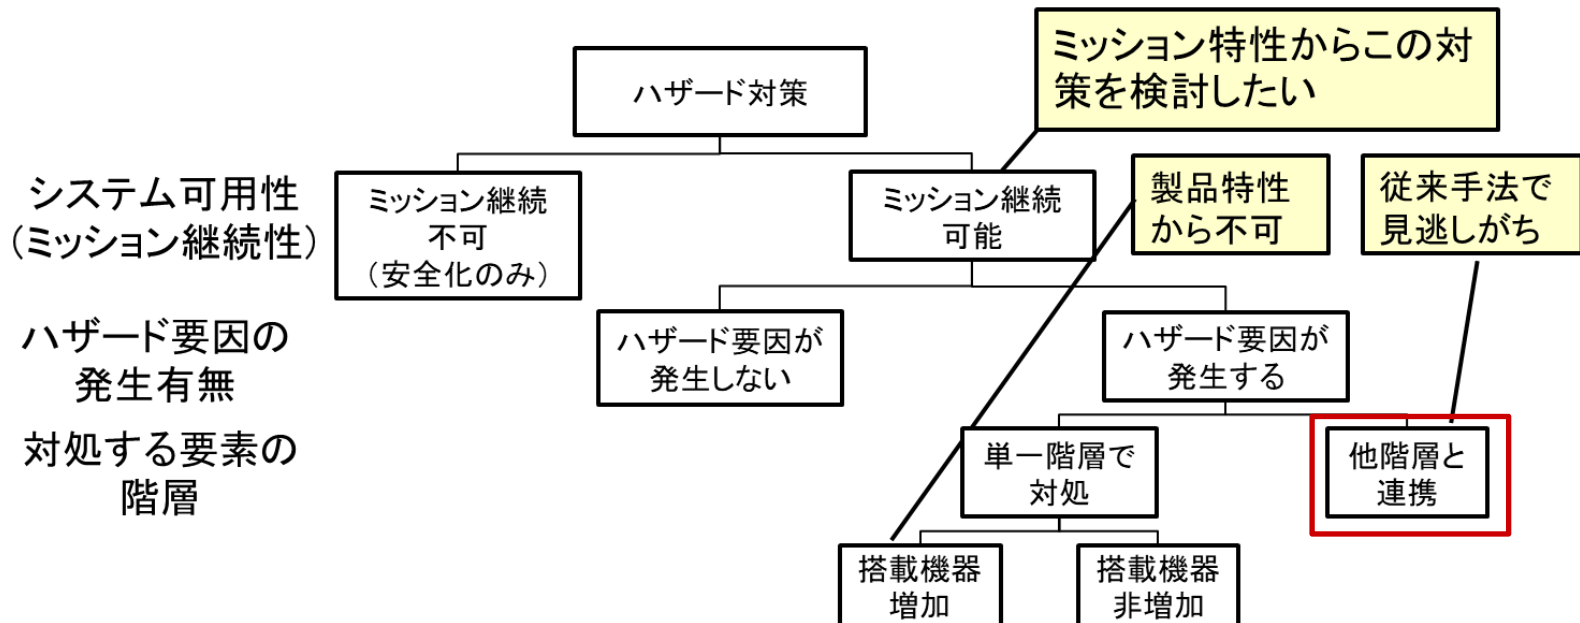 ハザード対策
ミッション特性からこの対
策を検討したい
システム可用性
（ミッション継続性）
ミッション継続
不可
（安全化のみ）
ミッション継続
可能
製品特性
から不可
従来手法で
見逃しがち
ハザード要因の
発生有無
ハザード要因が
発生しない
ハザード要因が
発生する
対処する要素の
階層
単一階層で
対処
他階層と
連携
搭載機器
増加
搭載機器
非増加